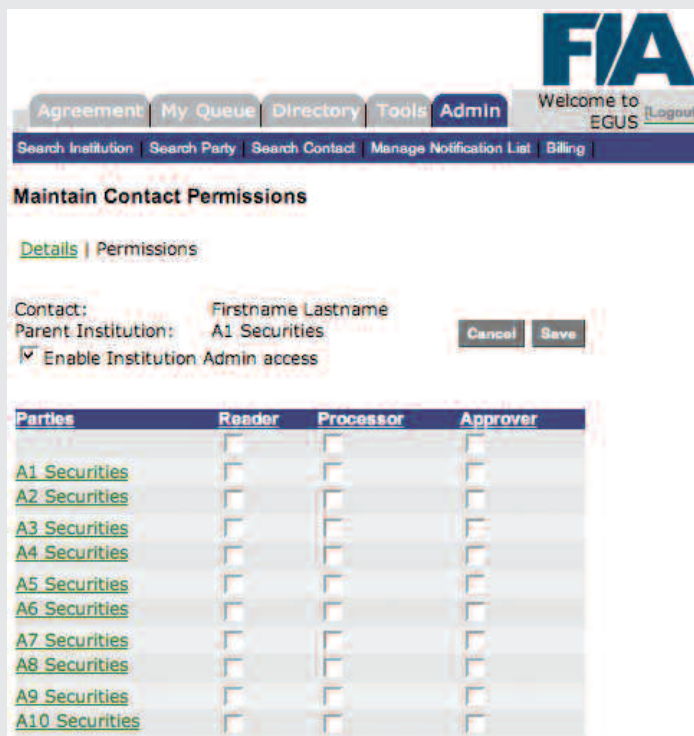 FIA
Welcome to EGUS [Logout
Agreement My Queue Directory Tools Admin
Search Institution Search Party Search Contact Manage Notification List Billing
Maintain Contact Permissions
Details | Permissions
Contact: Firstname Lastname
Parent Institution: A1 Securities
Cancel Save
Enable Institution Admin access
Parties Reader Processor Approver
A1 Securities
A2 Securities
A3 Securities
A4 Securities
A5 Securities
A6 Securities
A7 Securities
A8 Securities
A9 Securities
A10 Securities